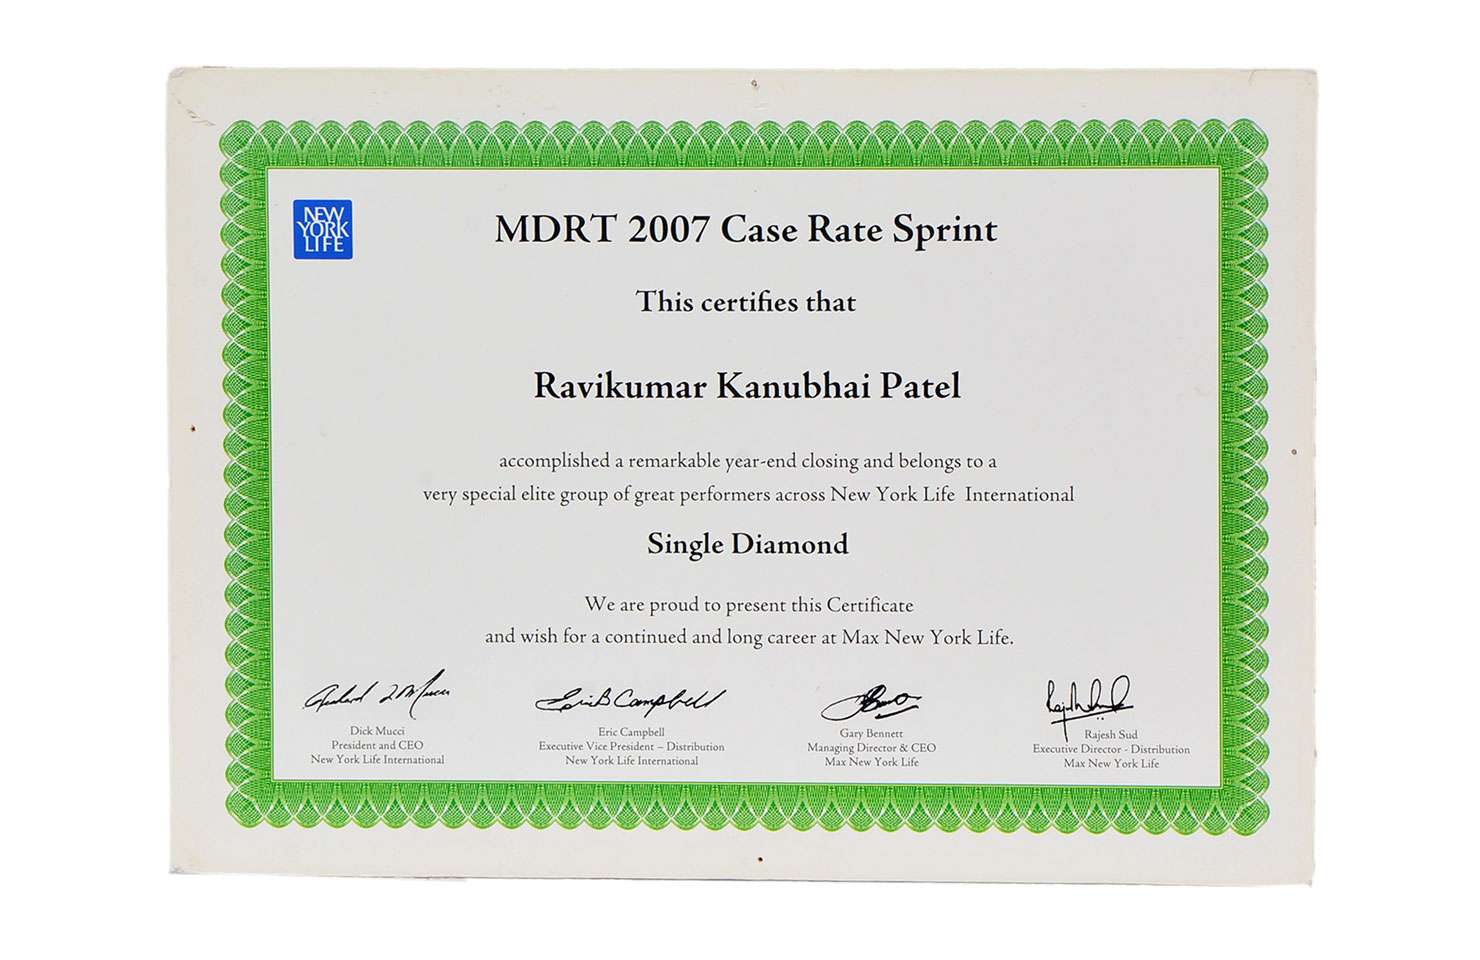 NEW
YORK
LIFE
MDRT 2007 Case Rate Sprint
This certifies that
Ravikumar Kanubhai Patel
accomplished a remarkable year-end closing and belongs to a
very special elite group of great performers across New York Life International
Single Diamond
We are proud to present this Certificate
and wish for a continued and long career at Max New York Life.
Eric B Campbell
Dick Mucci
President and CEO
New York Life International
Eric Campbell
Executive Vice President – Distribution
New York Life International
Gary Bennett
Managing Director & CEO
Max New York Life
Rajesh Sud
Executive Director - Distribution
Max New York Life